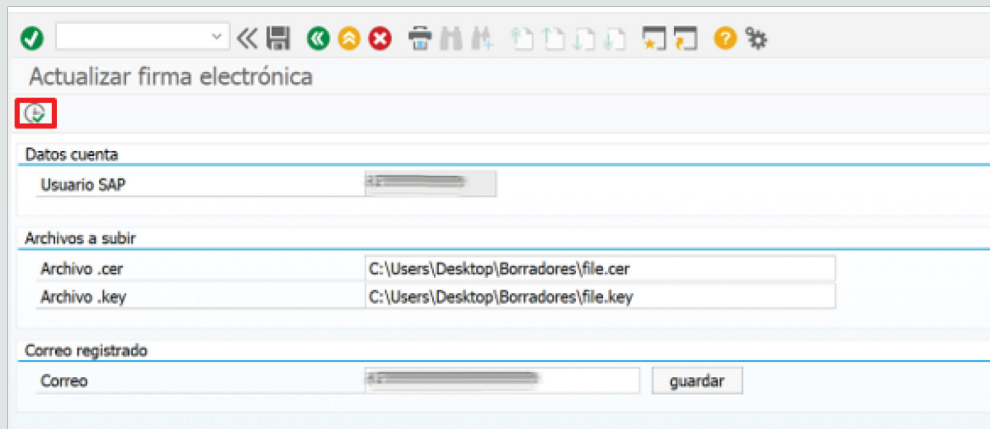 Actualizar firma electrónica
Datos cuenta
Usuario SAP
Archivos a subir
Archivo .cer C:\Users\Desktop\Borradores\file.cer
Archivo .key C:\Users\Desktop\Borradores\file.key
Correo registrado
Correo guardar